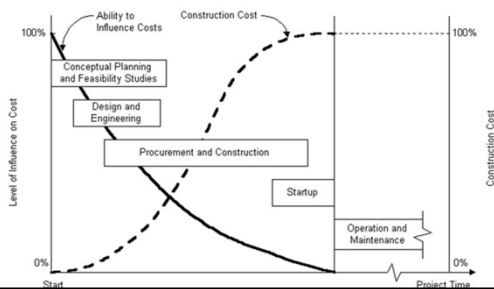 Ability to
Influence Costs
Construction Cost
100%
100%
Conceptual Planning
and Feasibility Studies
Design and
Engineering
Procurement and Construction
Startup
Operation and
Maintenance
Level of Influence on Cost
Construction Cost
0%
0%
Start
Project Time